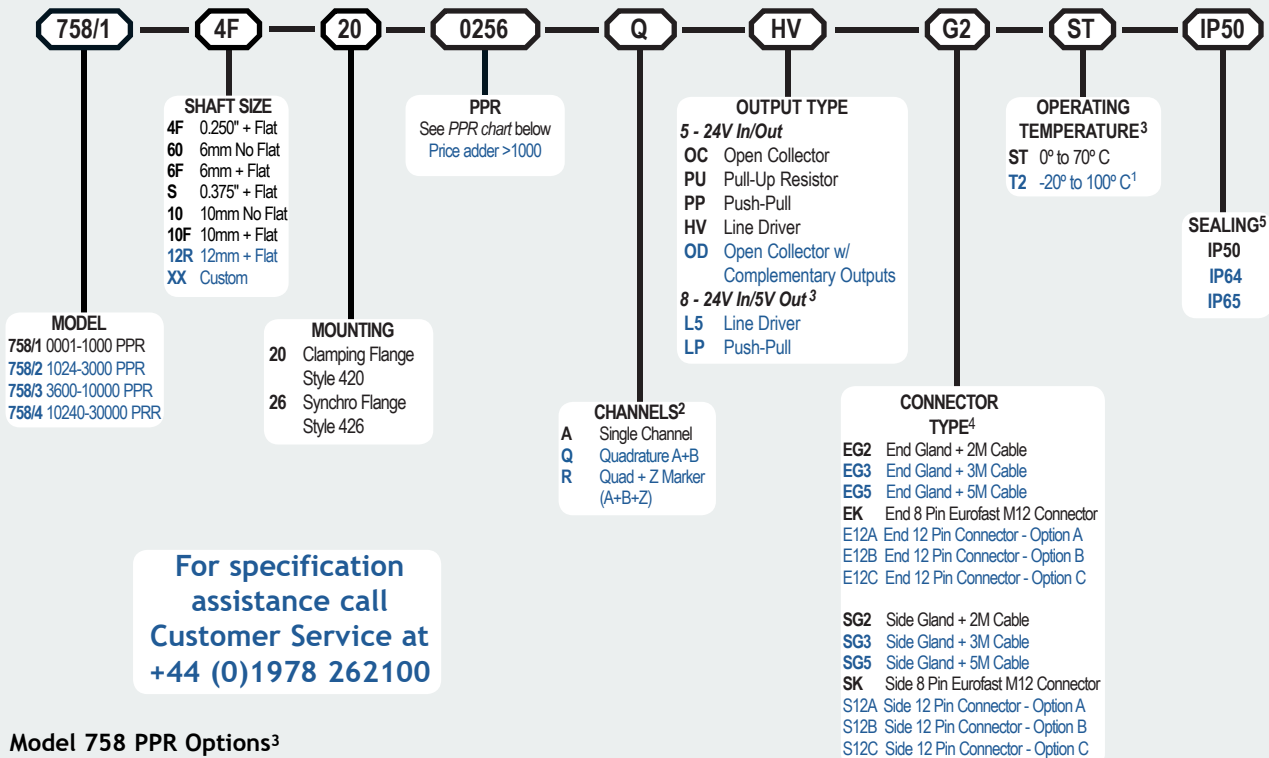 758/1 4F 20 0256 Q HV G2 ST IP50
SHAFT SIZE
4F 0.250" + Flat
60 6mm No Flat
6F 6mm + Flat
S 0.375" + Flat
10 10mm No Flat
10F 10mm + Flat
12R 12mm + Flat
XX Custom
PPR
See PPR chart below
Price adder >1000
OUTPUT TYPE
5 - 24V In/Out
OC Open Collector
PU Pull-Up Resistor
PP Push-Pull
HV Line Driver
OD Open Collector w/
Complementary Outputs
8 - 24V In/5V Out 3
L5 Line Driver
LP Push-Pull
OPERATING
TEMPERATURE3
ST 0º to 70º C
T2 -20º to 100º C1
SEALING5
IP50
IP64
IP65
MODEL
758/1 0001-1000 PPR
758/2 1024-3000 PPR
758/3 3600-10000 PPR
758/4 10240-30000 PRR
MOUNTING
20 Clamping Flange
Style 420
26 Synchro Flange
Style 426
CHANNELS2
A Single Channel
Q Quadrature A+B
R Quad + Z Marker
(A+B+Z)
CONNECTOR
TYPE4
EG2 End Gland + 2M Cable
EG3 End Gland + 3M Cable
EG5 End Gland + 5M Cable
EK End 8 Pin Eurofast M12 Connector
E12A End 12 Pin Connector - Option A
E12B End 12 Pin Connector - Option B
E12C End 12 Pin Connector - Option C
SG2 Side Gland + 2M Cable
SG3 Side Gland + 3M Cable
SG5 Side Gland + 5M Cable
SK Side 8 Pin Eurofast M12 Connector
S12A Side 12 Pin Connector - Option A
S12B Side 12 Pin Connector - Option B
S12C Side 12 Pin Connector - Option C
For specification
assistance call
Customer Service at
+44 (0)1978 262100
Model 758 PPR Options3